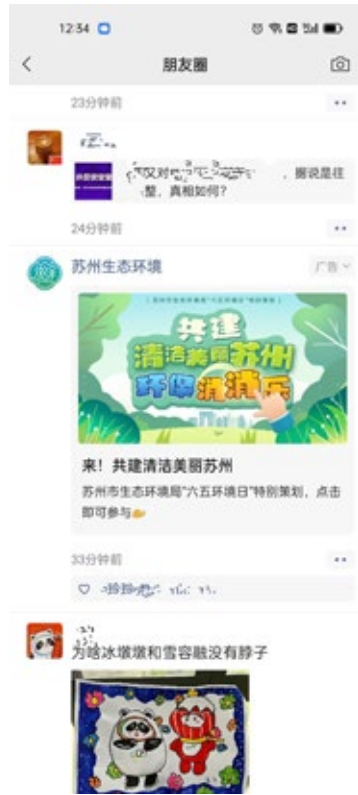 12:34
朋友圈
23分钟前
，据说是往
整，真相如何？
24分钟前
苏州生态环境
广告
共建
清洁美丽苏州
环保消消乐
来！共建清洁美丽苏州
苏州市生态环境局“六五环境日”特别策划，点击
即可参与
33分钟前
为啥冰墩墩和雪容融没有脖子